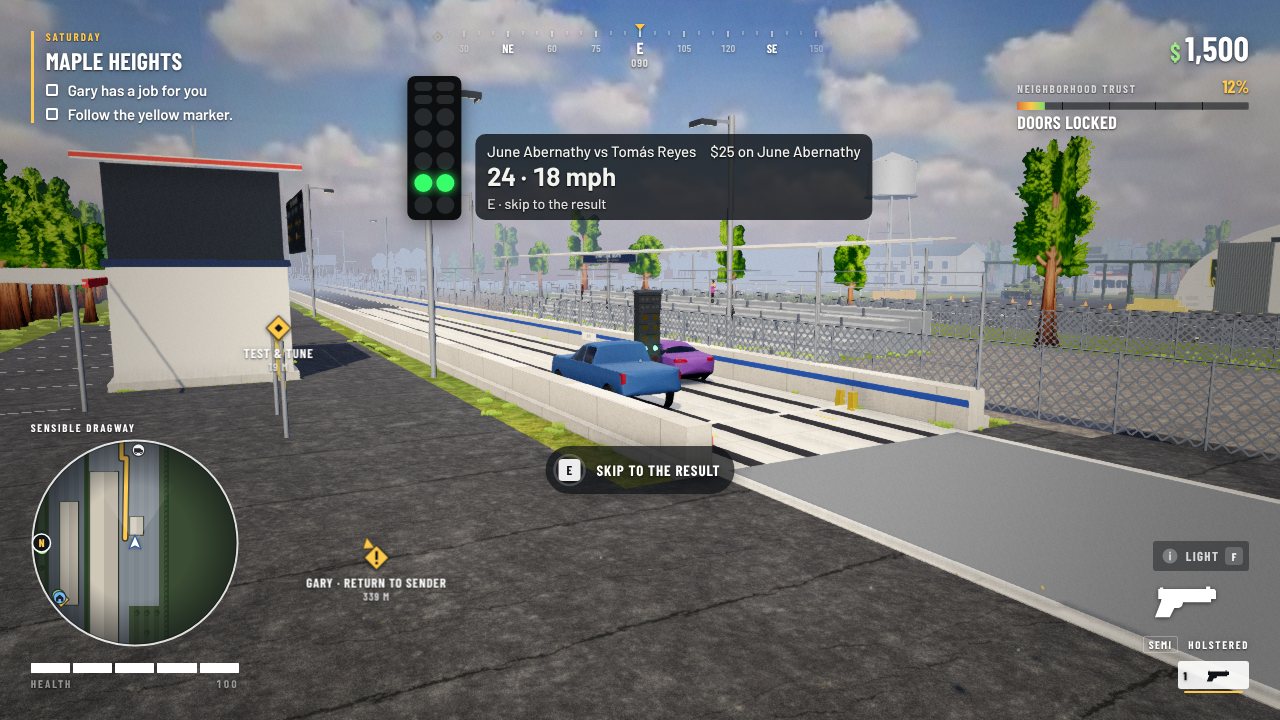 SATURDAY
MAPLE HEIGHTS
Gary has a job for you
Follow the yellow marker.
30 NE 60 75 E 105 120 SE 150
090
$1,500
NEIGHBORHOOD TRUST 12%
DOORS LOCKED
June Abernathy vs Tomás Reyes $25 on June Abernathy
24 · 18 mph
E · skip to the result
TEST & TUNE
19 M
E SKIP TO THE RESULT
SENSIBLE DRAGWAY
N
GARY · RETURN TO SENDER
339 M
i LIGHT F
SEMI HOLSTERED
1
HEALTH 100